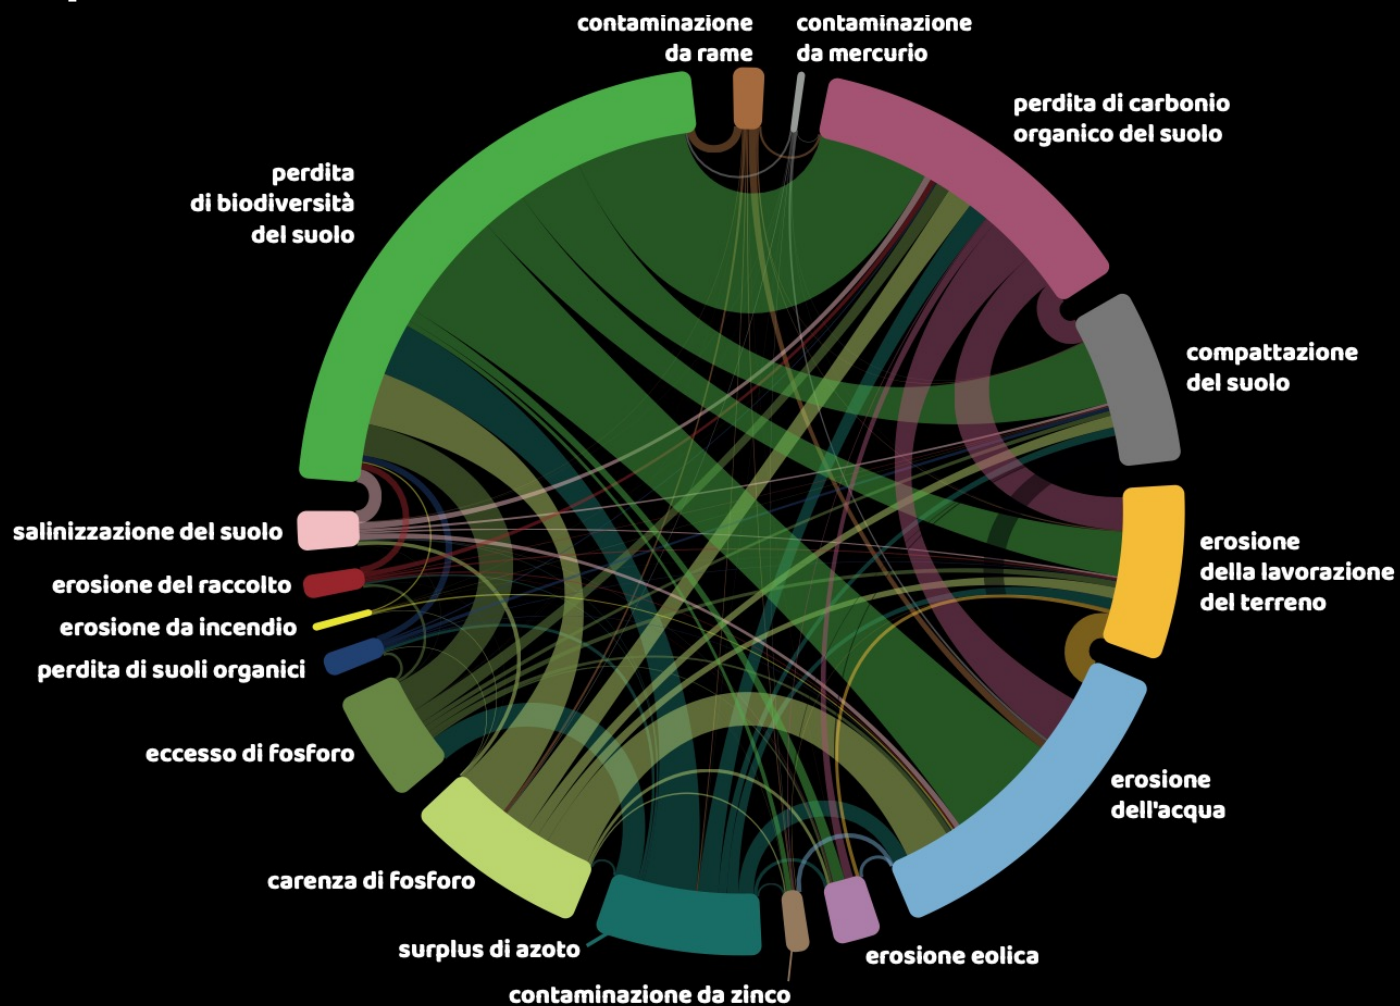 contaminazione
da rame
contaminazione
da mercurio
perdita di carbonio
organico del suolo
perdita
di biodiversità
del suolo
compattazione
del suolo
salinizzazione del suolo
erosione
della lavorazione
del terreno
erosione del raccolto
erosione da incendio
perdita di suoli organici
eccesso di fosforo
erosione
dell'acqua
carenza di fosforo
surplus di azoto
erosione eolica
contaminazione da zinco